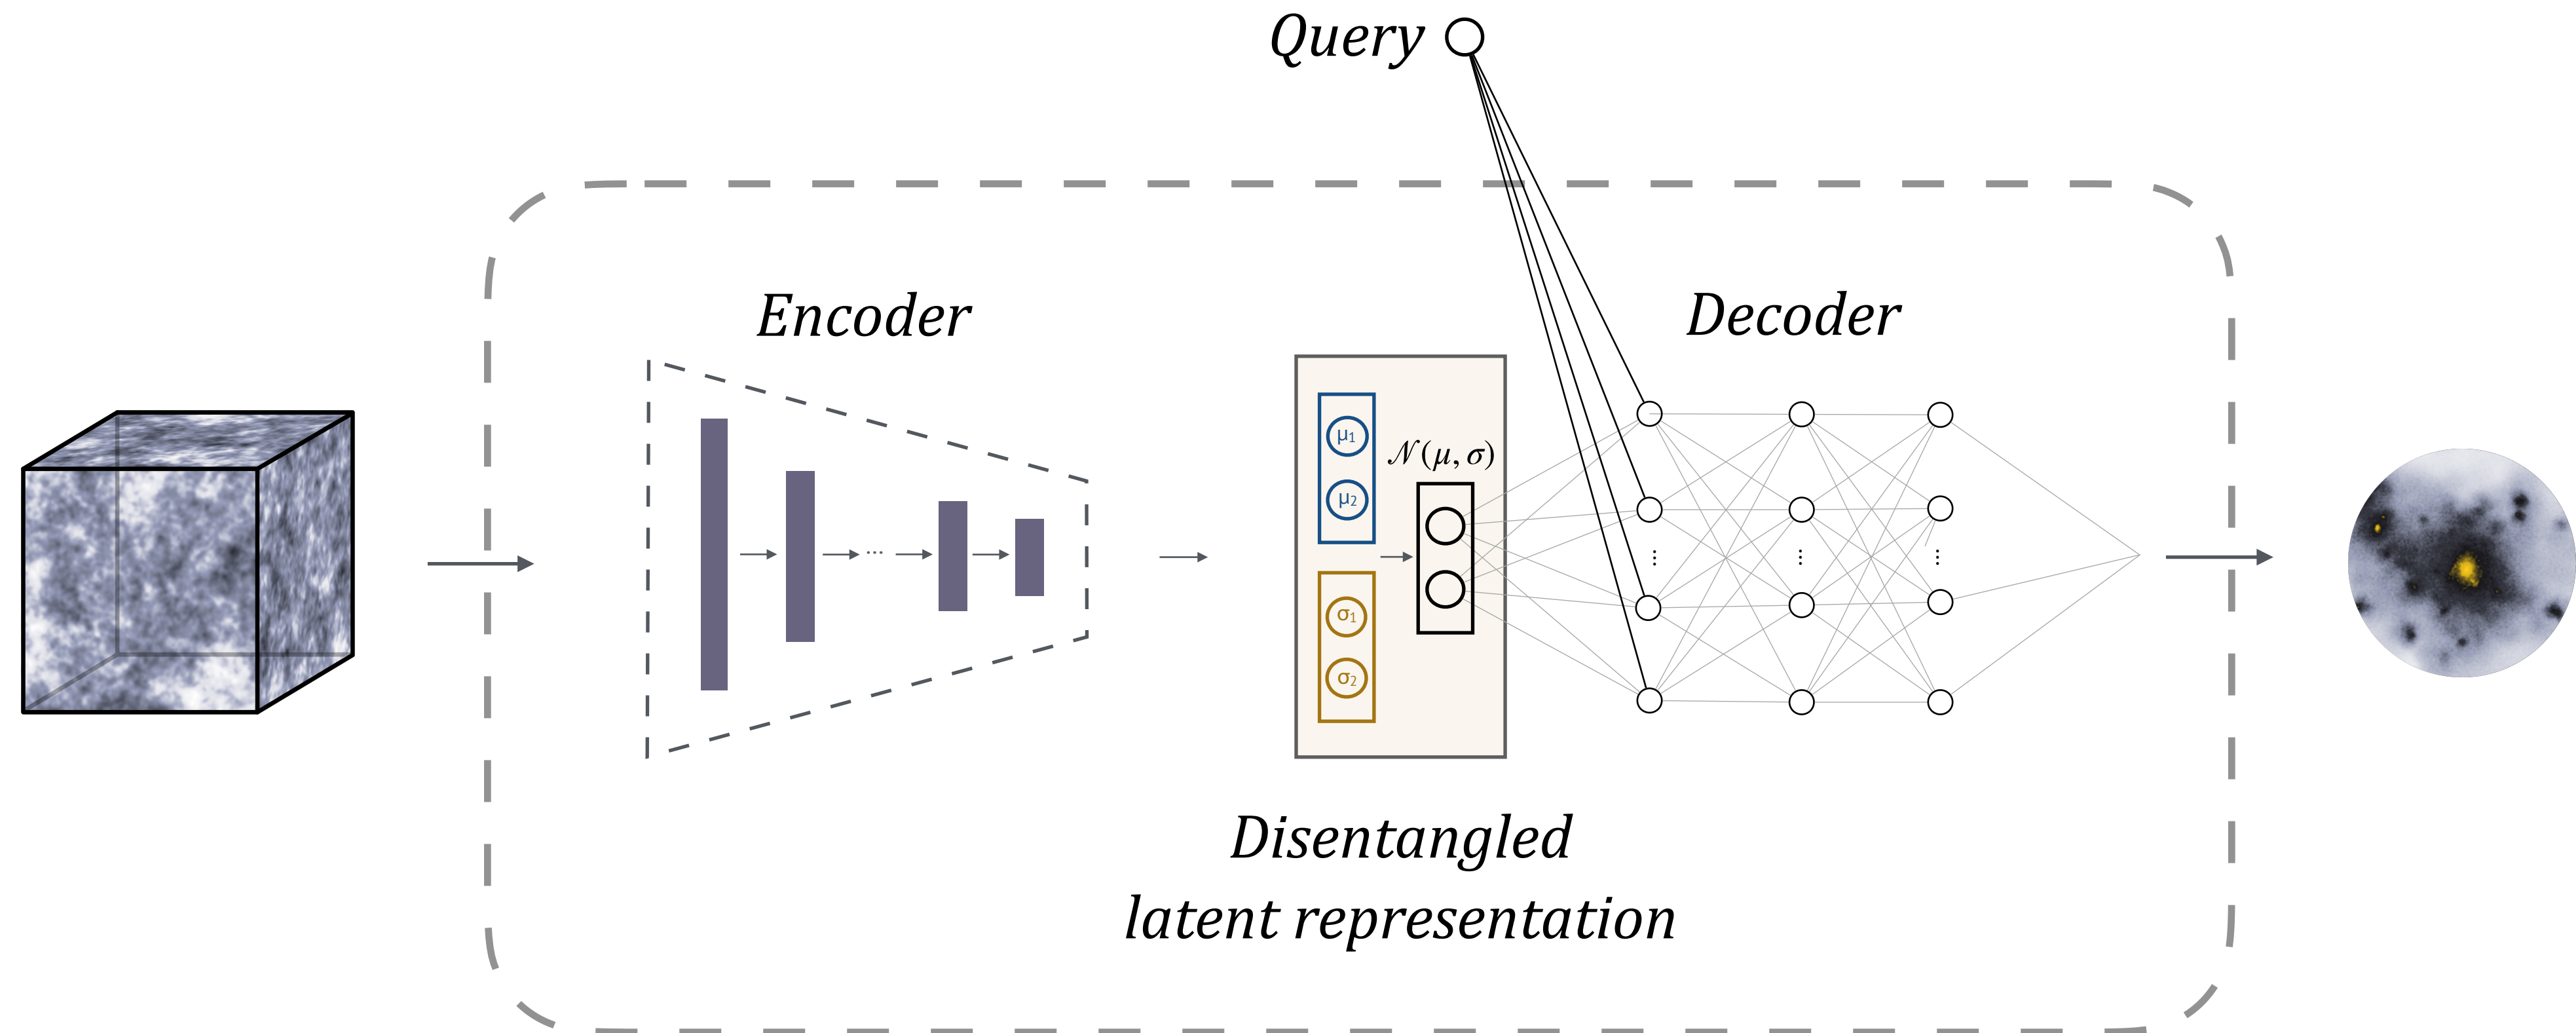 Query
Encoder
Decoder
μ1
μ2
𝒩(μ, σ)
...
σ1
σ2
Disentangled
latent representation